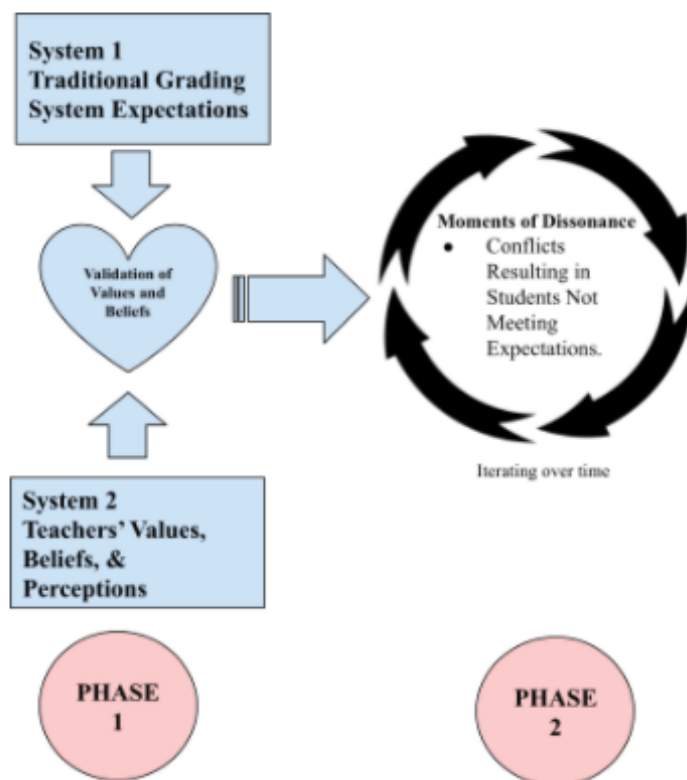 System 1
Traditional Grading
System Expectations
Validation of
Values and
Beliefs
System 2
Teachers' Values,
Beliefs, &
Perceptions
PHASE
1
Moments of Dissonance
● Conflicts
Resulting in
Students Not
Meeting
Expectations.
Iterating over time
PHASE
2